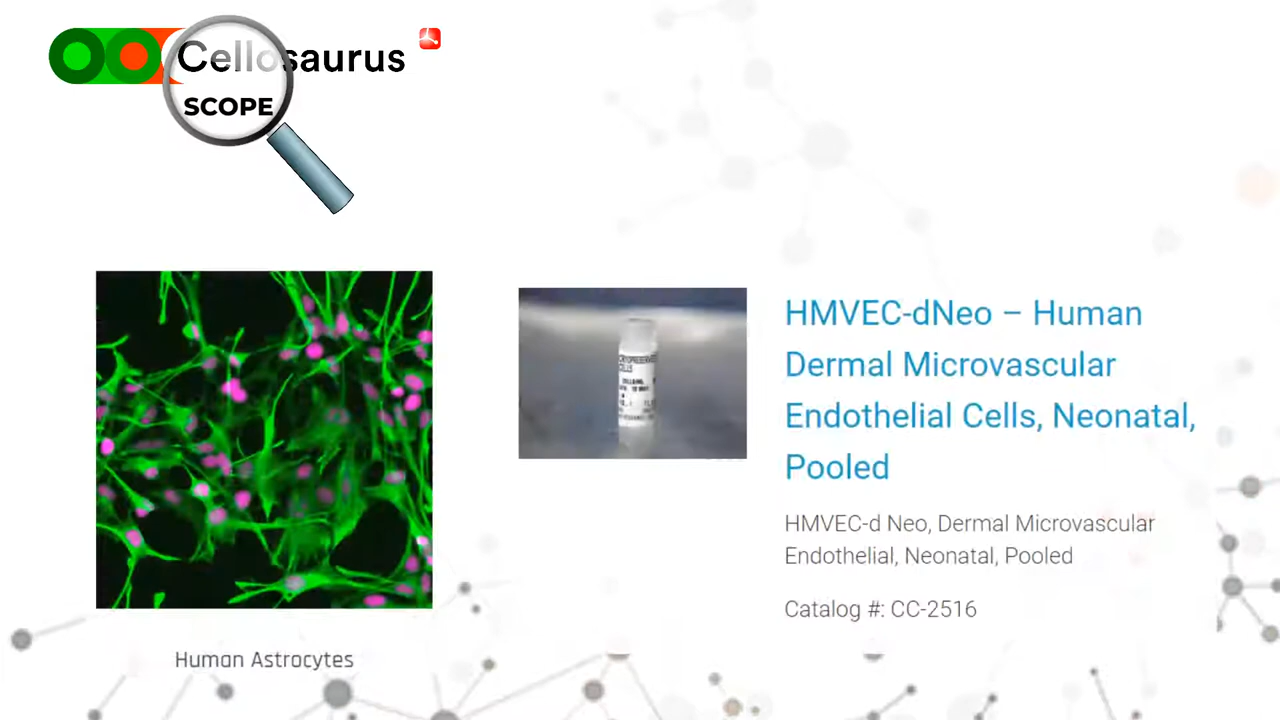 Cellosaurus
SCOPE
HMVEC-dNeo – Human
Dermal Microvascular
Endothelial Cells, Neonatal,
Pooled
HMVEC-d Neo, Dermal Microvascular
Endothelial, Neonatal, Pooled
Catalog #: CC-2516
Human Astrocytes